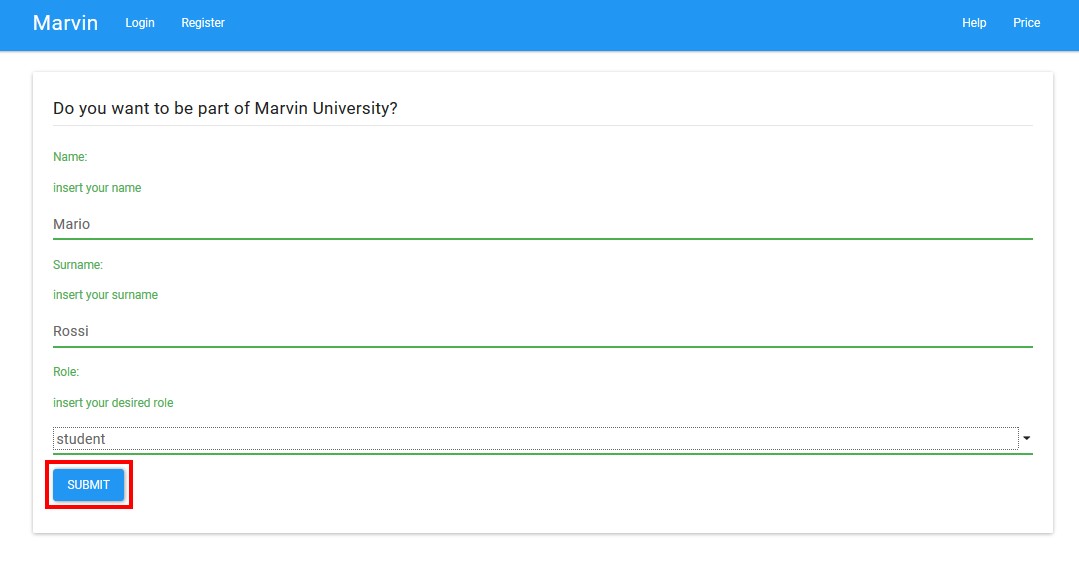 Marvin Login Register Help Price
Do you want to be part of Marvin University?
Name:
insert your name
Mario
Surname:
insert your surname
Rossi
Role:
insert your desired role
student
SUBMIT